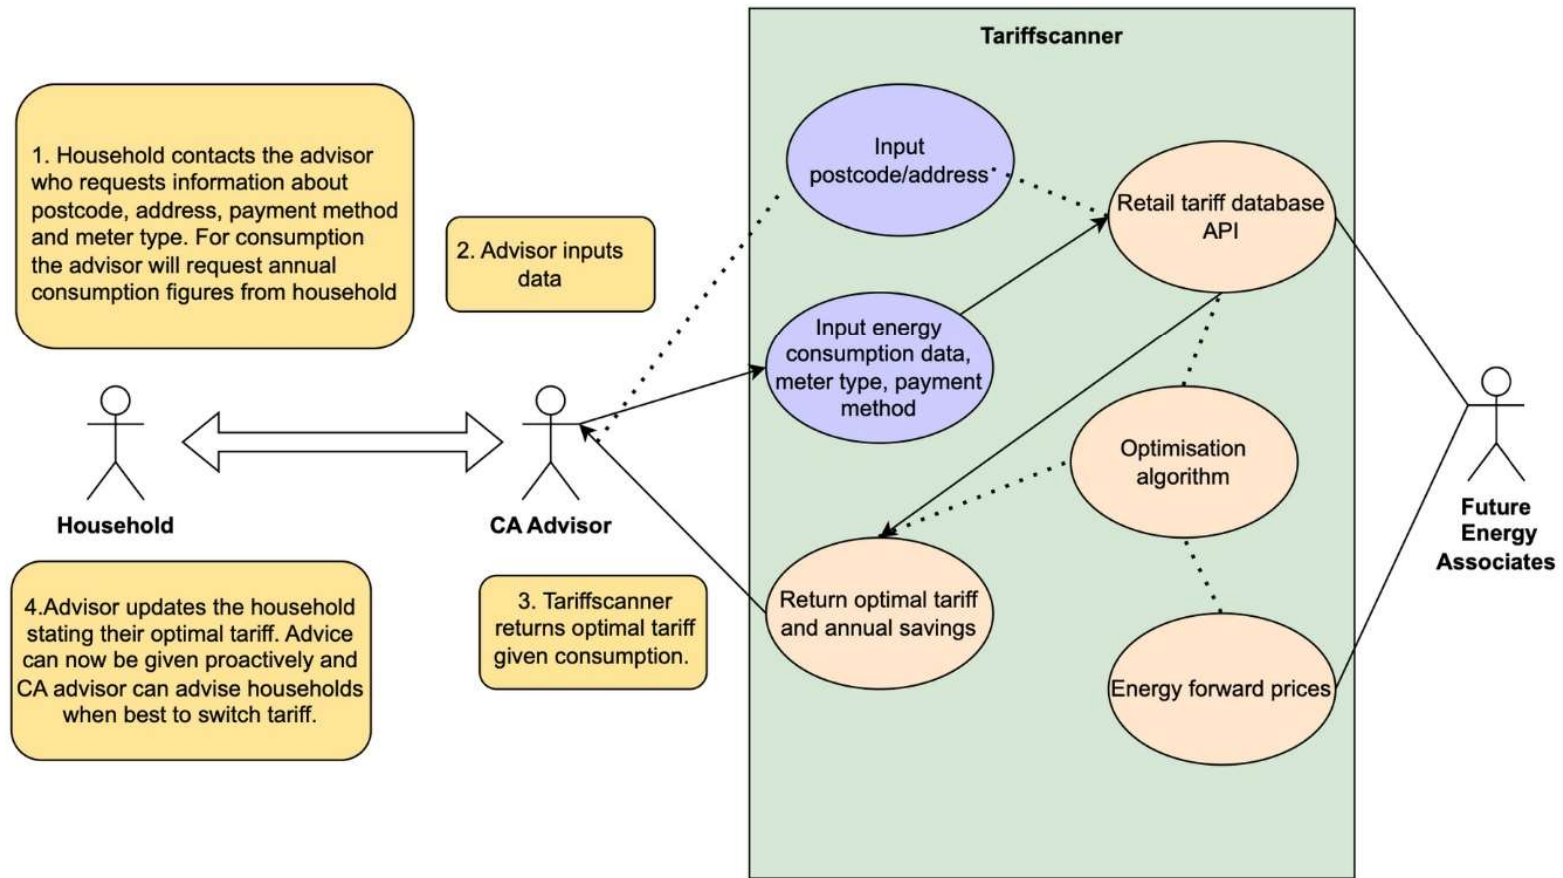 Tariffscanner
1. Household contacts the advisor
who requests information about
postcode, address, payment method
and meter type. For consumption
the advisor will request annual
consumption figures from household
2. Advisor inputs
data
Input
postcode/address
Retail tariff database
API
Input energy
consumption data,
meter type, payment
method
Optimisation
algorithm
Household
CA Advisor
Future
Energy
Associates
4.Advisor updates the household
stating their optimal tariff. Advice
can now be given proactively and
CA advisor can advise households
when best to switch tariff.
3. Tariffscanner
returns optimal tariff
given consumption.
Return optimal tariff
and annual savings
Energy forward prices